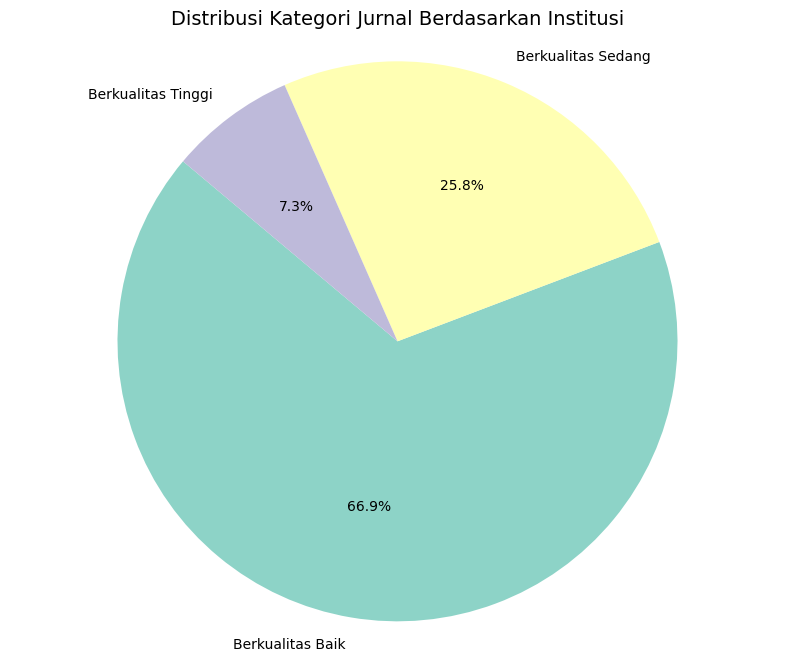 Distribusi Kategori Jurnal Berdasarkan Institusi
Berkualitas Sedang
Berkualitas Tinggi
25.8%
7.3%
66.9%
Berkualitas Baik